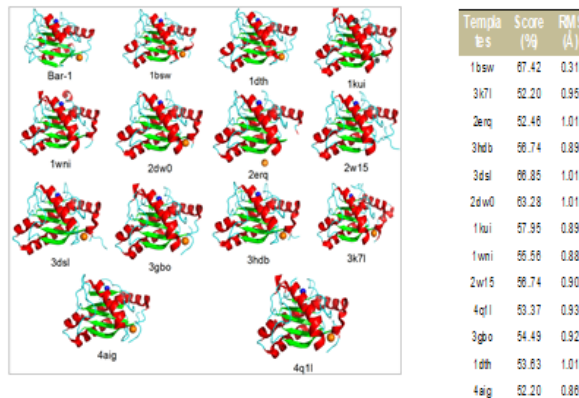 Bar-1 1bsw 1dth 1kui
1wni 2dw0 2erq 2w15
3dsl 3gbo 3hdb 3k7l
4aig 4q1l
Templa Score RM
tes (%) (Å)
1bsw 67.42 0.31
3k7l 52.20 0.95
2erq 52.46 1.01
3hdb 56.74 0.89
3dsl 66.85 1.01
2dw0 63.28 1.01
1kui 57.95 0.89
1wni 55.56 0.88
2w15 56.74 0.90
4q1l 53.37 0.93
3gbo 54.49 0.92
1dth 53.63 1.01
4aig 52.20 0.86